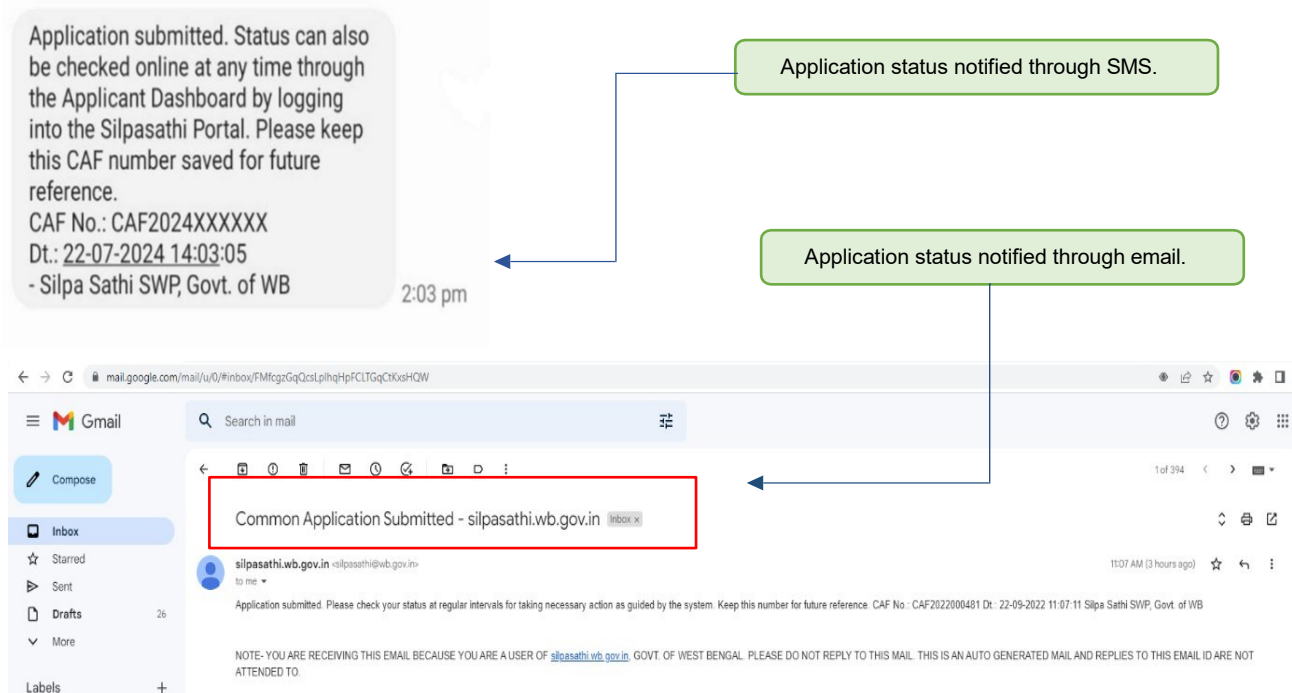 Application submitted. Status can also
be checked online at any time through
the Applicant Dashboard by logging
into the Silpasathi Portal. Please keep
this CAF number saved for future
reference.
CAF No.: CAF2024XXXXXX
Dt.: 22-07-2024 14:03:05
- Silpa Sathi SWP, Govt. of WB
2:03 pm
Application status notified through SMS.
Application status notified through email.
mail.google.com/mail/u/0/#inbox/FMfcgzGqQcsLplhqHpFCLTGqCtKxsHQW
Gmail
Search in mail
Compose
1 of 394
Common Application Submitted - silpasathi.wb.gov.in Inbox x
Inbox
Starred
Sent
Drafts 26
More
Labels +
silpasathi.wb.gov.in <silpasathi@wb.gov.in>
11:07 AM (3 hours ago)
to me
Application submitted. Please check your status at regular intervals for taking necessary action as guided by the system. Keep this number for future reference. CAF No.: CAF2022000481 Dt.: 22-09-2022 11:07:11 Silpa Sathi SWP, Govt. of WB
NOTE- YOU ARE RECEIVING THIS EMAIL BECAUSE YOU ARE A USER OF silpasathi.wb.gov.in, GOVT. OF WEST BENGAL. PLEASE DO NOT REPLY TO THIS MAIL. THIS IS AN AUTO GENERATED MAIL AND REPLIES TO THIS EMAIL ID ARE NOT
ATTENDED TO.